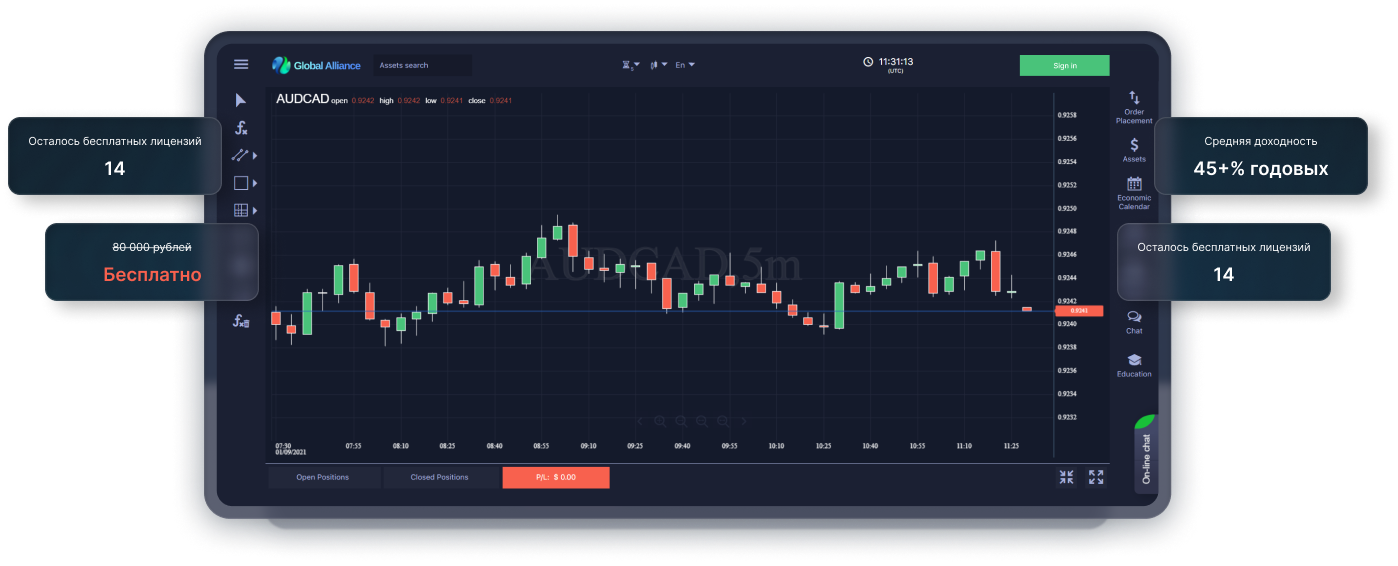 Global Alliance
Assets search
5
En
11:31:13
(UTC)
Sign in
AUDCAD open 0.9242 high 0.9242 low 0.9241 close 0.9241
Осталось бесплатных лицензий
14
80 000 рублей
Бесплатно
AUDCAD 5m
0.9258
0.9256
0.9254
0.9252
0.9250
0.9248
0.9246
0.9244
0.9242
0.9241
0.9240
0.9238
0.9236
0.9234
0.9232
07:30 07:55 08:10 08:25 08:40 08:55 09:10 09:25 09:40 09:55 10:10 10:25 10:40 10:55 11:10 11:25
01/09/2021
Open Positions
Closed Positions
P/L: $ 0.00
Order
Placement
Assets
Economic
Calendar
Средняя доходность
45+% годовых
Осталось бесплатных лицензий
14
Chat
Education
On-line chat